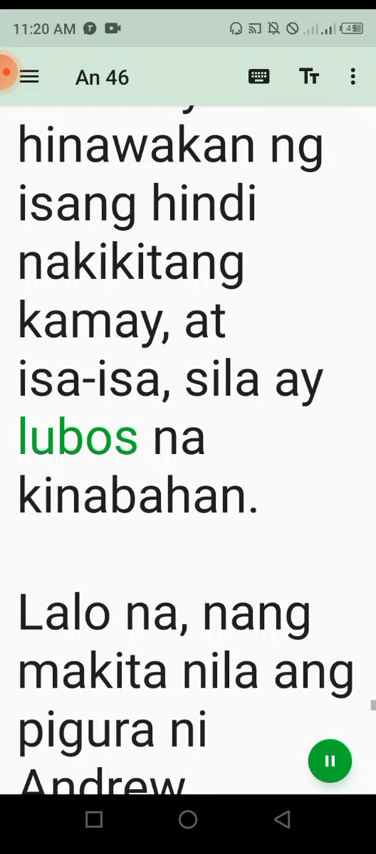 11:20 AM
An 46
hinawakan ng
isang hindi
nakikitang
kamay, at
isa-isa, sila ay
lubos na
kinabahan.
Lalo na, nang
makita nila ang
pigura ni
Andrew